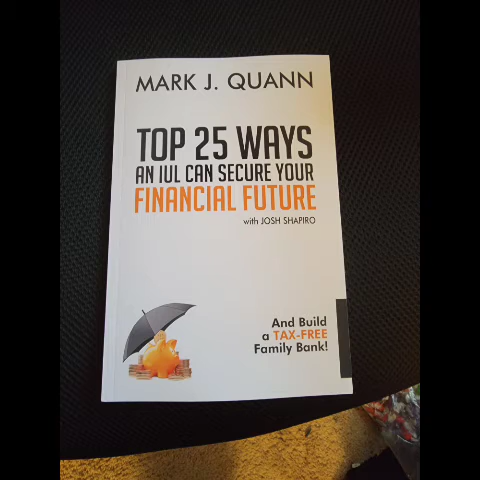 MARK J. QUANN
TOP 25 WAYS
AN IUL CAN SECURE YOUR
FINANCIAL FUTURE
with JOSH SHAPIRO
And Build
a TAX-FREE
Family Bank!